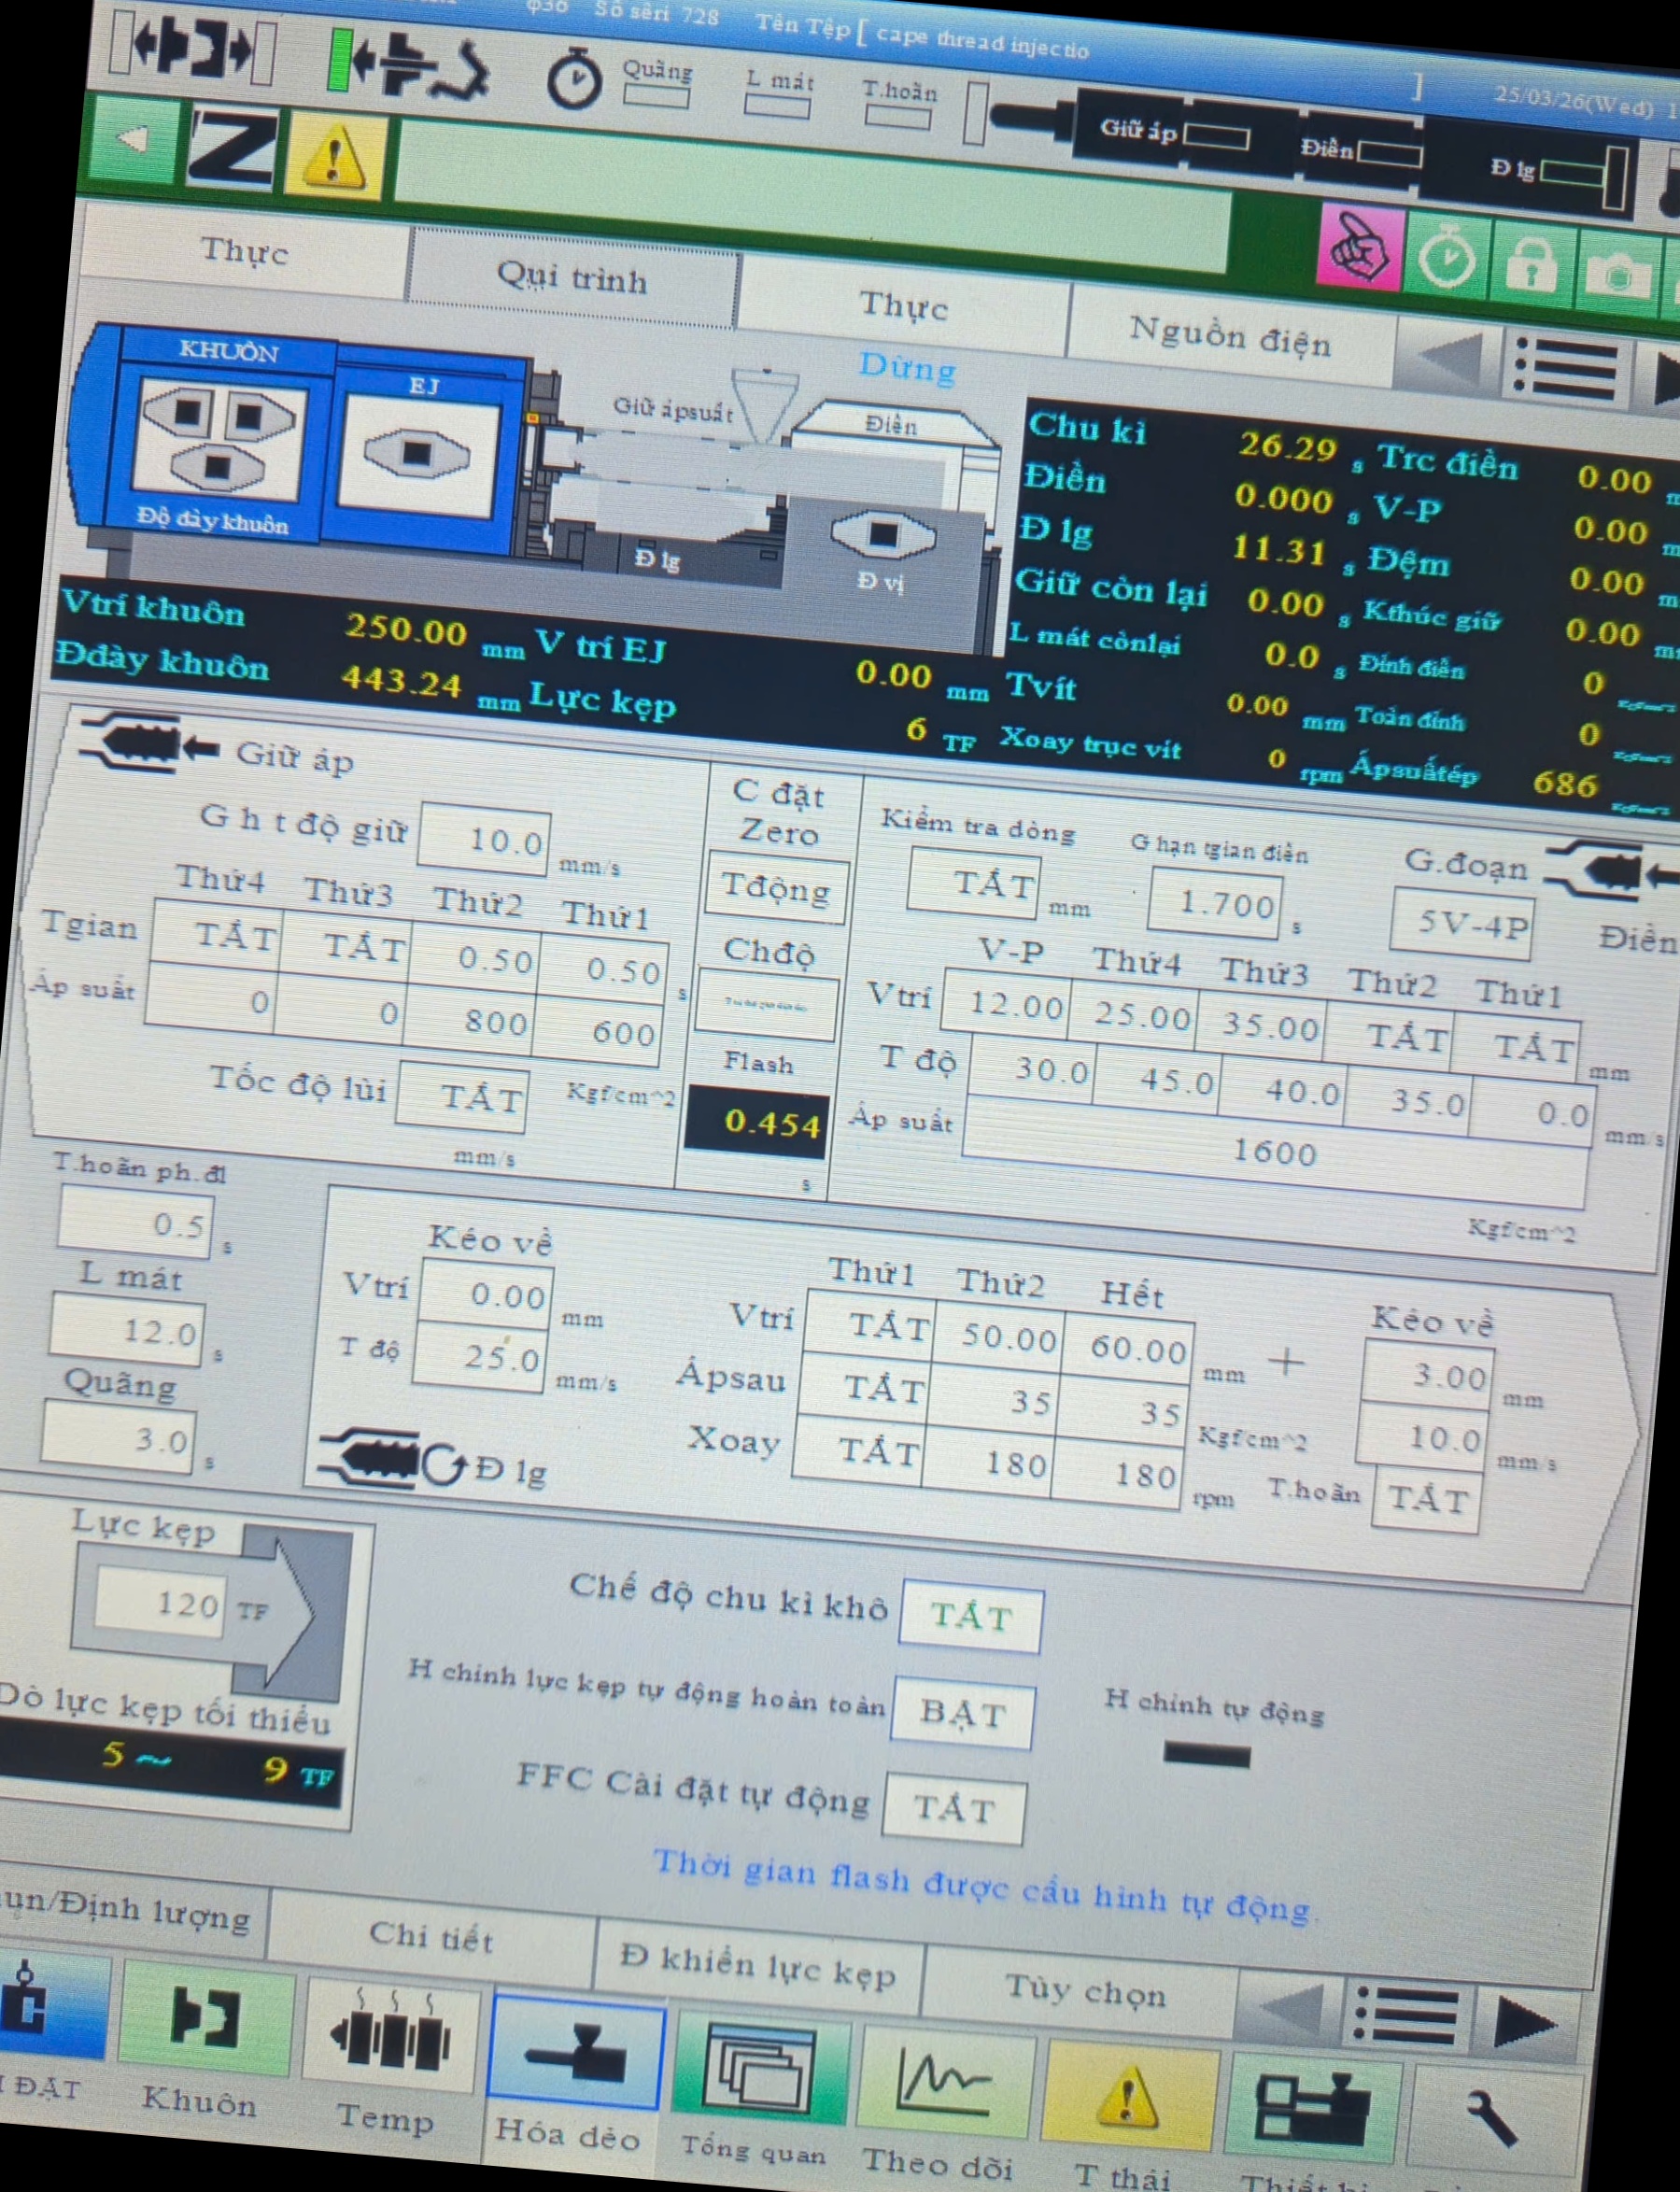 φ36 Số sêri 728 Tên Tệp [ cape thread injectio ] 25/03/26(Wed)
Quãng L mát T.hoãn
Giữ áp Điền Đ lg
Thực Qụi trình Thực Nguồn điện
Dừng
KHUÔN EJ Giữ ápsuất Điền
Độ dày khuôn Đ lg Đ vị
Chu kì 26.29 s Trc điền 0.00
Điền 0.000 s V-P 0.00
Đ lg 11.31 s Đệm 0.00
Giữ còn lại 0.00 s Kthúc giữ 0.00
L mát cònlại 0.0 s Đỉnh điền 0
Vtrí khuôn 250.00 mm V trí EJ 0.00 mm Tvít 0.00 mm Toàn đỉnh 0
Đdày khuôn 443.24 mm Lực kẹp 6 TF Xoay trục vít 0 rpm Ápsuấtép 686
Giữ áp
G h t độ giữ 10.0 mm/s
Thứ4 Thứ3 Thứ2 Thứ1
Tgian TẮT TẮT 0.50 0.50 s
Áp suất 0 0 800 600
Tốc độ lùi TẮT Kgf/cm^2
mm/s
C đặt
Zero
Tđộng
Chđộ
Flash
0.454
s
Kiểm tra dòng G hạn tgian điền G.đoạn
TẮT mm 1.700 s 5V-4P Điền
V-P Thứ4 Thứ3 Thứ2 Thứ1
Vtrí 12.00 25.00 35.00 TẮT TẮT mm
T độ 30.0 45.0 40.0 35.0 0.0 mm/s
Áp suất 1600
Kgf/cm^2
T.hoãn ph.đl
0.5 s
L mát
12.0 s
Quãng
3.0 s
Kéo về
Vtrí 0.00 mm
T độ 25.0 mm/s
Đ lg
Thứ1 Thứ2 Hết
Vtrí TẮT 50.00 60.00 mm +
Ápsau TẮT 35 35 Kgf/cm^2
Xoay TẮT 180 180 rpm
Kéo về
3.00 mm
10.0 mm/s
T.hoãn TẮT
Lực kẹp
120 TF
Dò lực kẹp tối thiểu
5 ~ 9 TF
Chế độ chu kì khô TẮT
H chỉnh lực kẹp tự động hoàn toàn BẬT H chỉnh tự động
FFC Cài đặt tự động TẮT
Thời gian flash được cấu hình tự động.
un/Định lượng Chi tiết Đ khiển lực kẹp Tùy chọn
ĐẶT Khuôn Temp Hóa dẻo Tổng quan Theo dõi T thái